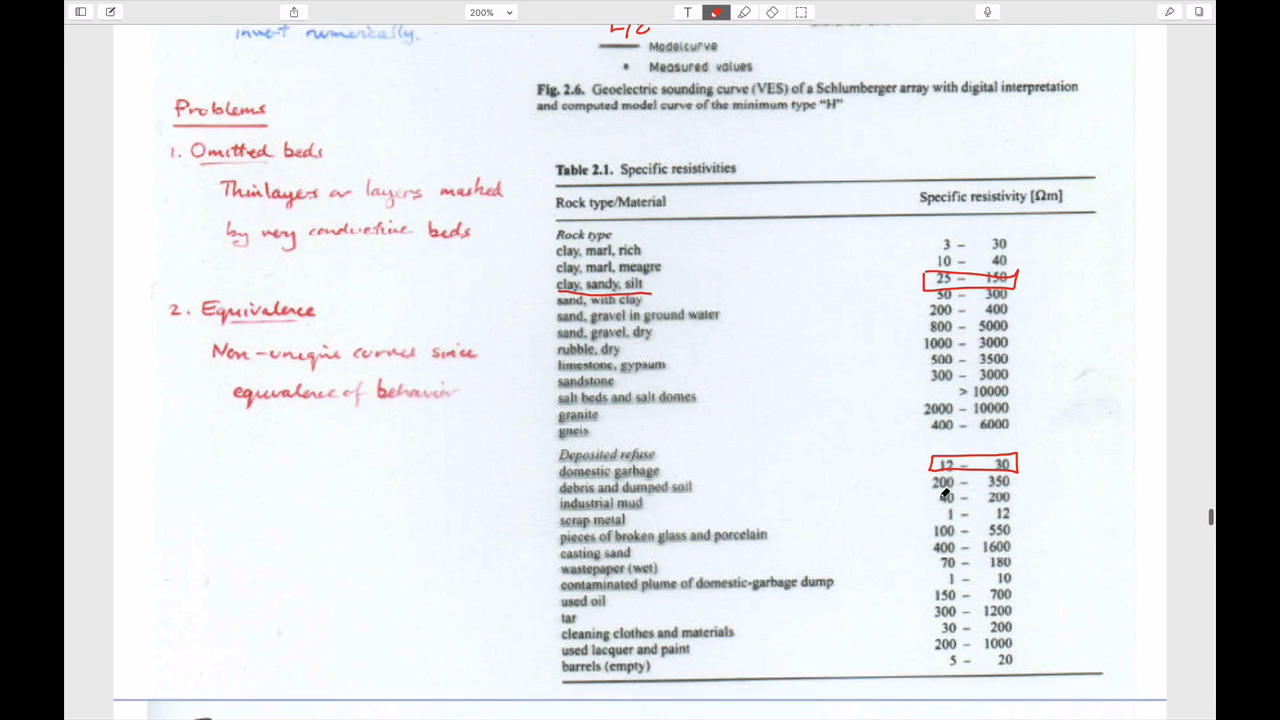 200%
T
invert numerically.
Modelcurve
Measured values
Fig. 2.6. Geoelectric sounding curve (VES) of a Schlumberger array with digital interpretation
and computed model curve of the minimum type "H"
Problems
1. Omitted beds
Thin layers or layers masked
by very conductive beds
2. Equivalence
Non-unique curves since
equivalence of behavior
Table 2.1. Specific resistivities
Rock type/Material Specific resistivity [Ωm]
Rock type
clay, marl, rich 3 – 30
clay, marl, meagre 10 – 40
clay, sandy, silt 25 – 150
sand, with clay 50 – 300
sand, gravel in ground water 200 – 400
sand, gravel, dry 800 – 5000
rubble, dry 1000 – 3000
limestone, gypsum 500 – 3500
sandstone 300 – 3000
salt beds and salt domes > 10000
granite 2000 – 10000
gneis 400 – 6000
Deposited refuse
domestic garbage 12 – 30
debris and dumped soil 200 – 350
industrial mud 40 – 200
scrap metal 1 – 12
pieces of broken glass and porcelain 100 – 550
casting sand 400 – 1600
wastepaper (wet) 70 – 180
contaminated plume of domestic-garbage dump 1 – 10
used oil 150 – 700
tar 300 – 1200
cleaning clothes and materials 30 – 200
used lacquer and paint 200 – 1000
barrels (empty) 5 – 20